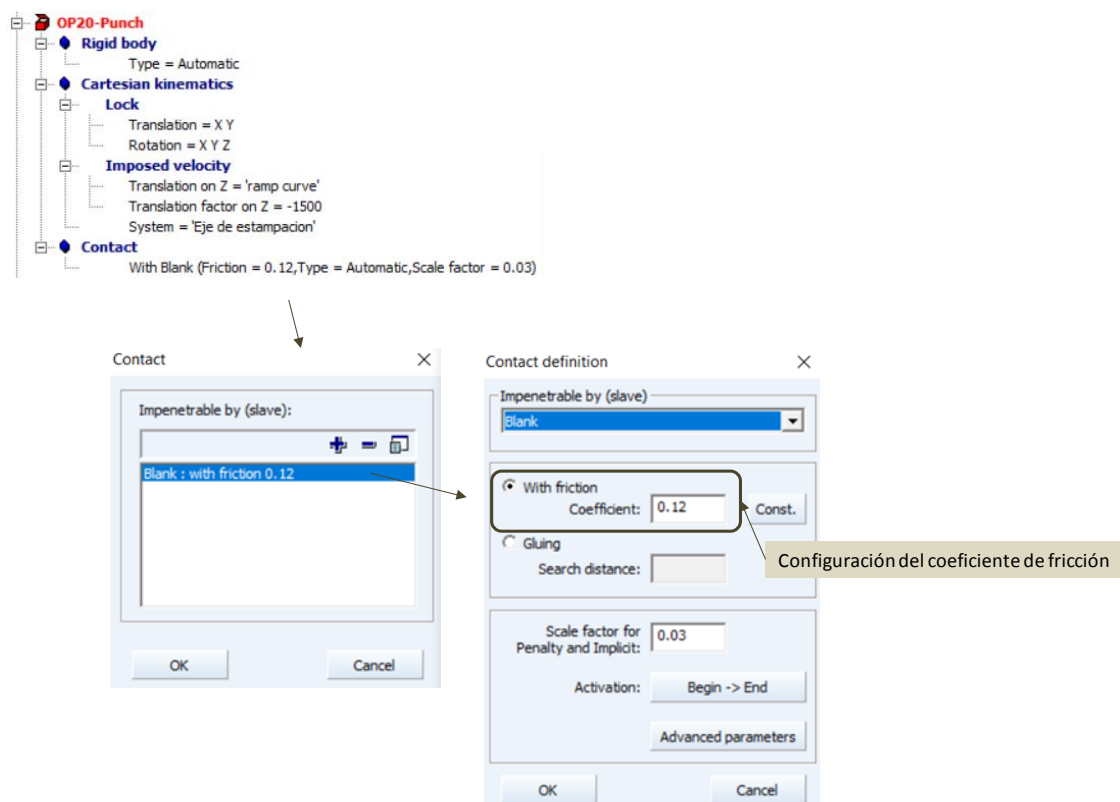 OP20-Punch
Rigid body
Type = Automatic
Cartesian kinematics
Lock
Translation = X Y
Rotation = X Y Z
Imposed velocity
Translation on Z = 'ramp curve'
Translation factor on Z = -1500
System = 'Eje de estampacion'
Contact
With Blank (Friction = 0.12,Type = Automatic,Scale factor = 0.03)
Contact
Impenetrable by (slave):
Blank : with friction 0.12
OK Cancel
Contact definition
Impenetrable by (slave)
Blank
With friction
Coefficient: 0.12 Const.
Gluing
Search distance:
Configuración del coeficiente de fricción
Scale factor for
Penalty and Implicit: 0.03
Activation: Begin -> End
Advanced parameters
OK Cancel